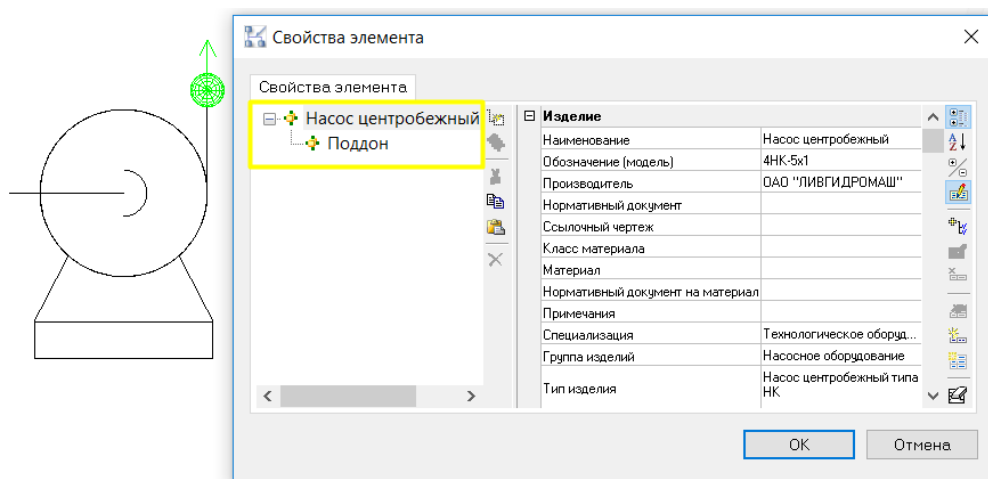 Свойства элемента
Свойства элемента
Насос центробежный
Поддон
Изделие
Наименование Насос центробежный
Обозначение (модель) 4НК-5х1
Производитель ОАО "ЛИВГИДРОМАШ"
Нормативный документ
Ссылочный чертеж
Класс материала
Материал
Нормативный документ на материал
Примечания
Специализация Технологическое оборуд...
Группа изделий Насосное оборудование
Тип изделия Насос центробежный типа
НК
OK Отмена